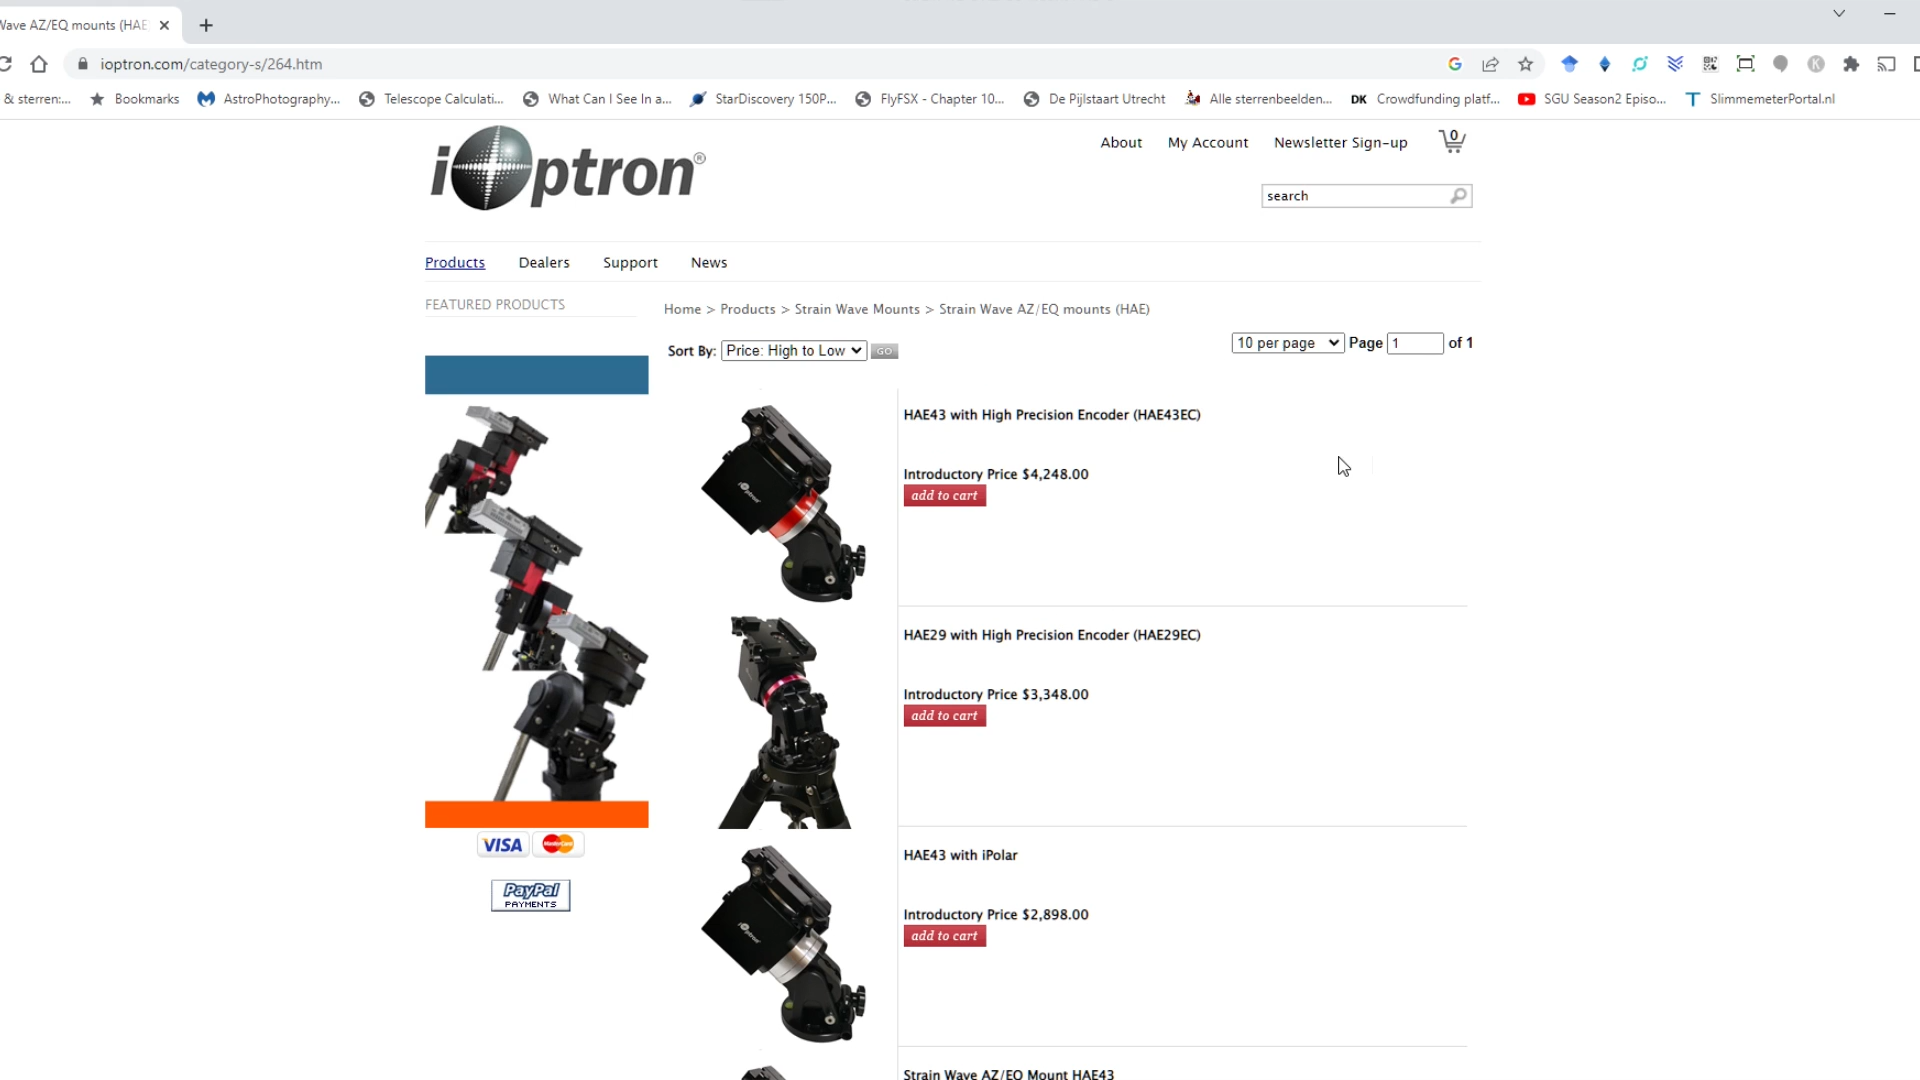 Wave AZ/EQ mounts (HAE
ioptron.com/category-s/264.htm
& sterren:...
Bookmarks
AstroPhotography...
Telescope Calculati...
What Can I See In a...
StarDiscovery 150P...
FlyFSX - Chapter 10...
De Pijlstaart Utrecht
Alle sterrenbeelden...
DK Crowdfunding platf...
SGU Season2 Episo...
SlimmemeterPortal.nl
iOptron®
About
My Account
Newsletter Sign-up
0
search
Products
Dealers
Support
News
FEATURED PRODUCTS
Home > Products > Strain Wave Mounts > Strain Wave AZ/EQ mounts (HAE)
Sort By: Price: High to Low GO
10 per page Page 1 of 1
HAE43 with High Precision Encoder (HAE43EC)
Introductory Price $4,248.00
add to cart
HAE29 with High Precision Encoder (HAE29EC)
Introductory Price $3,348.00
add to cart
HAE43 with iPolar
Introductory Price $2,898.00
add to cart
Strain Wave AZ/EQ Mount HAE43
VISA
MasterCard
PayPal
PAYMENTS